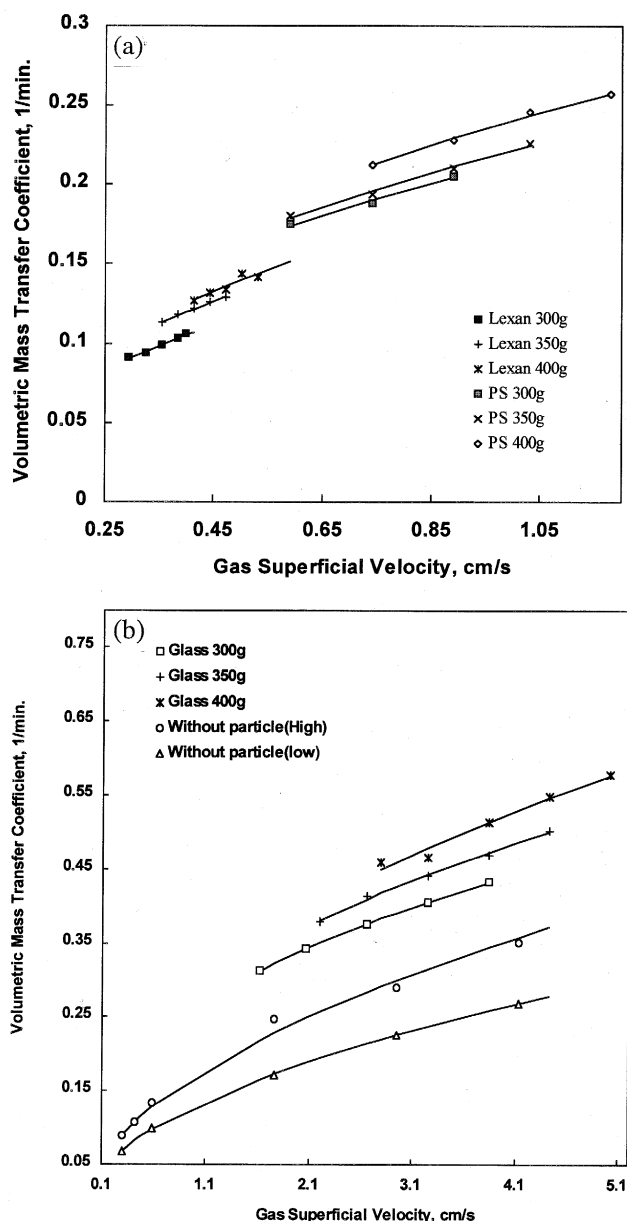 (a)
0.3
0.25
0.2
0.15
0.1
0.05
0
Volumetric Mass Transfer Coefficient, 1/min.
Lexan 300g
Lexan 350g
Lexan 400g
PS 300g
PS 350g
PS 400g
0.25 0.45 0.65 0.85 1.05
Gas Superficial Velocity, cm/s
(b)
0.75
0.65
0.55
0.45
0.35
0.25
0.15
0.05
Volumetric Mass Transfer Coefficient, 1/min.
Glass 300g
Glass 350g
Glass 400g
Without particle(High)
Without particle(low)
0.1 1.1 2.1 3.1 4.1 5.1
Gas Superficial Velocity, cm/s